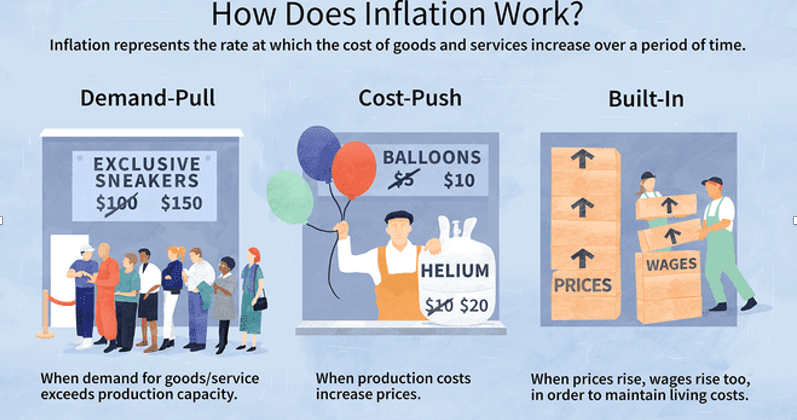 How Does Inflation Work?
Inflation represents the rate at which the cost of goods and services increase over a period of time.
Demand-Pull
Cost-Push
Built-In
EXCLUSIVE
SNEAKERS
$100 $150
BALLOONS
$5 $10
HELIUM
$10 $20
PRICES
WAGES
When demand for goods/service
exceeds production capacity.
When production costs
increase prices.
When prices rise, wages rise too,
in order to maintain living costs.